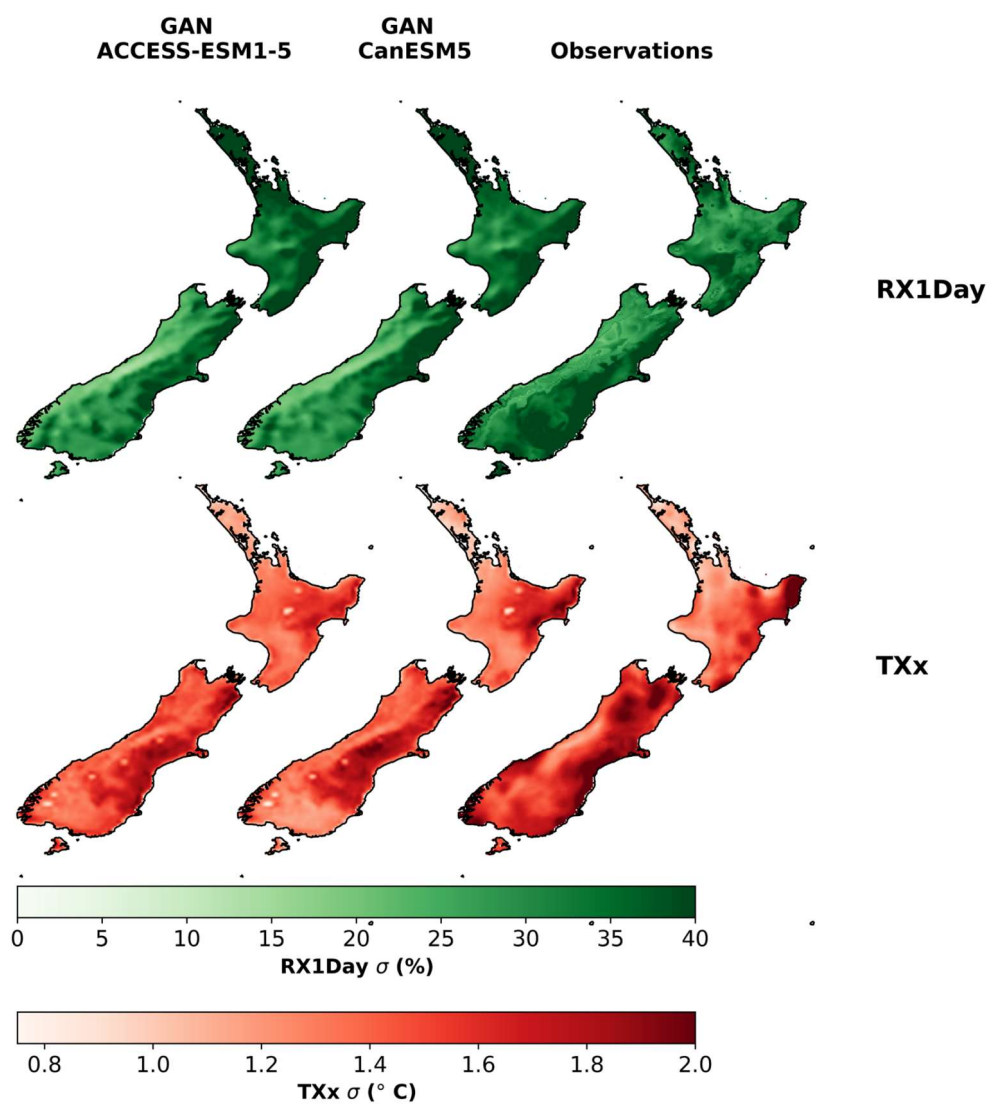 GAN
ACCESS-ESM1-5
GAN
CanESM5
Observations
RX1Day
TXx
0 5 10 15 20 25 30 35 40
RX1Day σ (%)
0.8 1.0 1.2 1.4 1.6 1.8 2.0
TXx σ (° C)